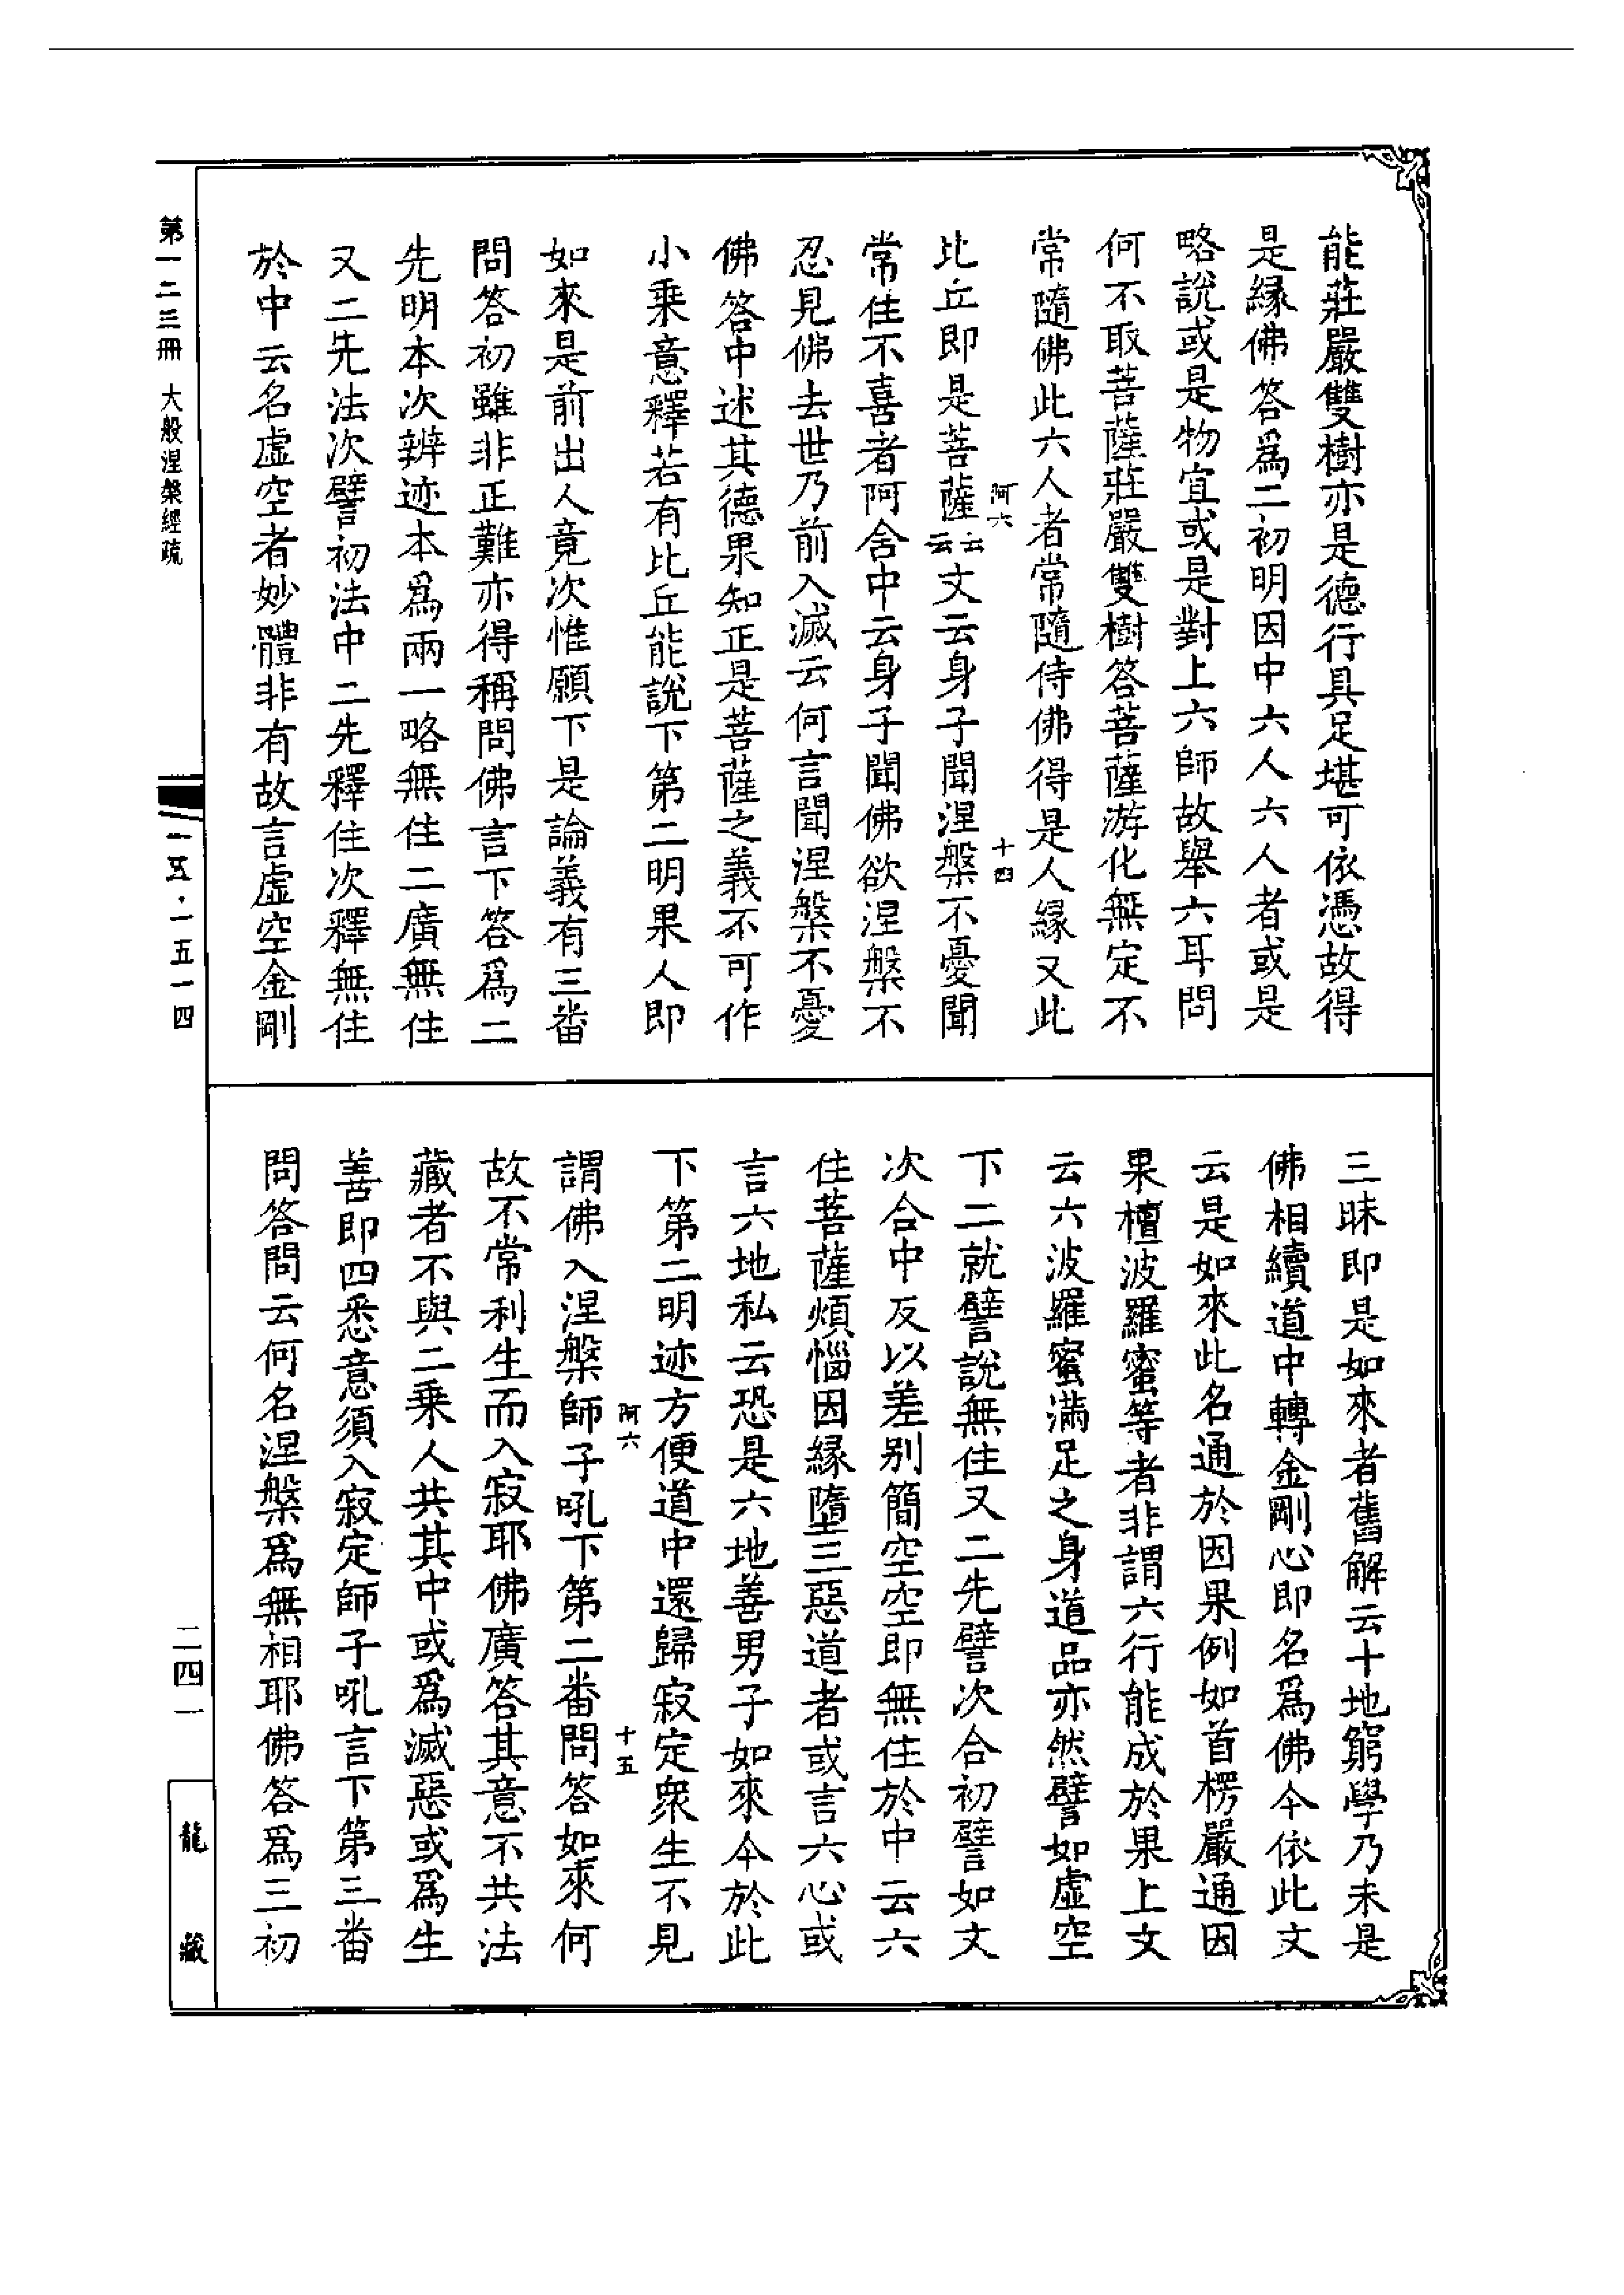 能莊嚴雙樹亦是德行具足堪可依憑故得
是緣佛答爲二初明因中六人六人者或是
略說或是物宜或是對上六師故舉六耳問
何不取菩薩莊嚴雙樹答菩薩游化無定不
常隨佛此六人者常隨侍佛得是人緣又此
阿六
十四
比丘即是菩薩云云文云身子聞涅槃不憂聞
常住不喜者阿含中云身子聞佛欲涅槃不
忍見佛去世乃前入滅云何言聞涅槃不憂
佛答中述其德果知正是菩薩之義不可作
小乘意釋若有比丘能說下第二明果人即
如來是前出人竟次惟願下是論義有三番
問答初雖非正難亦得稱問佛言下答爲二
先明本次辨迹本爲兩一略無住二廣無住
又二先法次譬初法中二先釋住次釋無住
於中云名虛空者妙體非有故言虛空金剛
三昧即是如來者舊解云十地窮學乃未是
佛相續道中轉金剛心即名爲佛今依此文
云是如來此名通於因果例如首楞嚴通因
果檀波羅蜜等者非謂六行能成於果上文
云六波羅蜜滿足之身道品亦然譬如虛空
下二就譬說無住又二先譬次合初譬如文
次合中反以差別簡空空即無住於中云六
住菩薩煩惱因緣墮三惡道者或言六心或
言六地私云恐是六地善男子如來今於此
下第二明迹方便道中還歸寂定衆生不見
阿六
十五
謂佛入涅槃師子吼下第二番問答如來何
故不常利生而入寂耶佛廣答其意不共法
藏者不與二乘人共其中或爲滅惡或爲生
善即四悉意須入寂定師子吼言下第三番
問答問云何名涅槃爲無相耶佛答爲三初
第一二三冊 大般涅槃經疏
一五·一五一四
二四一
龍藏